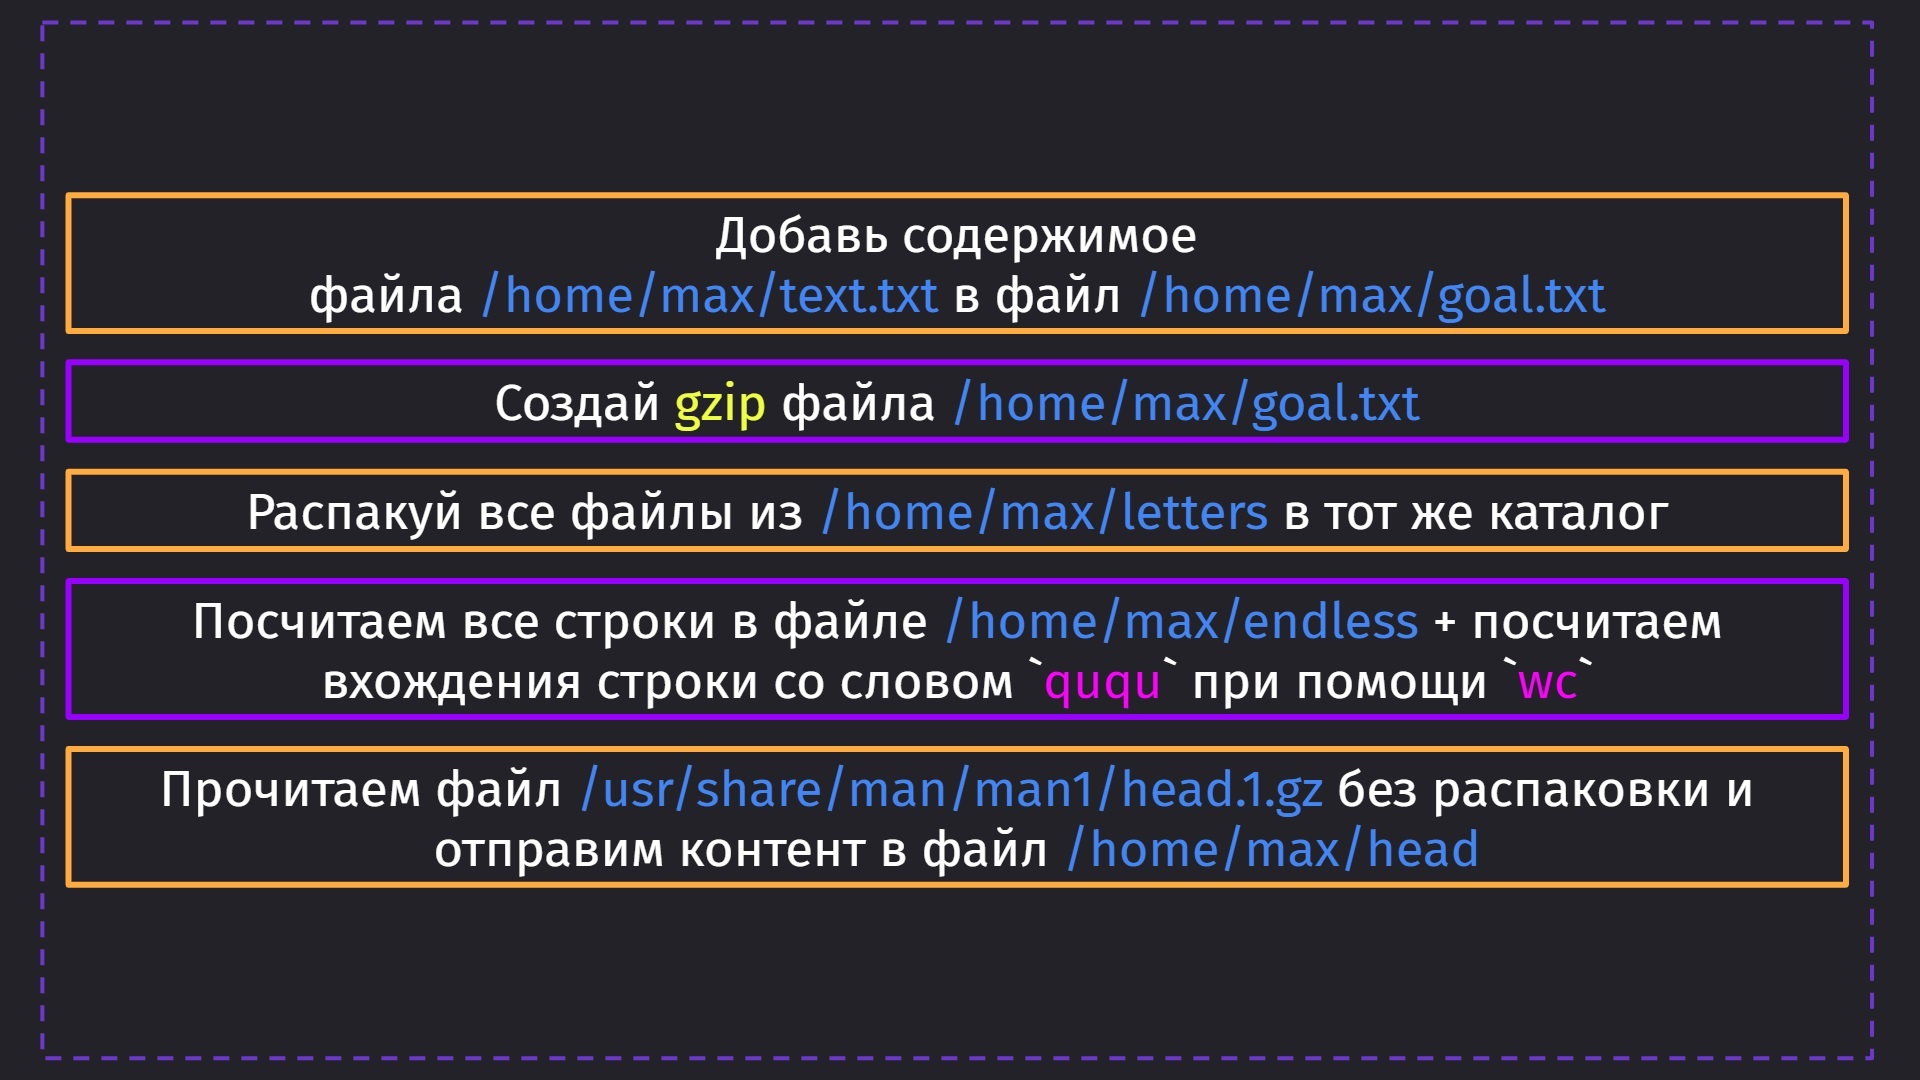 Добавь содержимое
файла /home/max/text.txt в файл /home/max/goal.txt
Создай gzip файла /home/max/goal.txt
Распакуй все файлы из /home/max/letters в тот же каталог
Посчитаем все строки в файле /home/max/endless + посчитаем
вхождения строки со словом `ququ` при помощи `wc`
Прочитаем файл /usr/share/man/man1/head.1.gz без распаковки и
отправим контент в файл /home/max/head